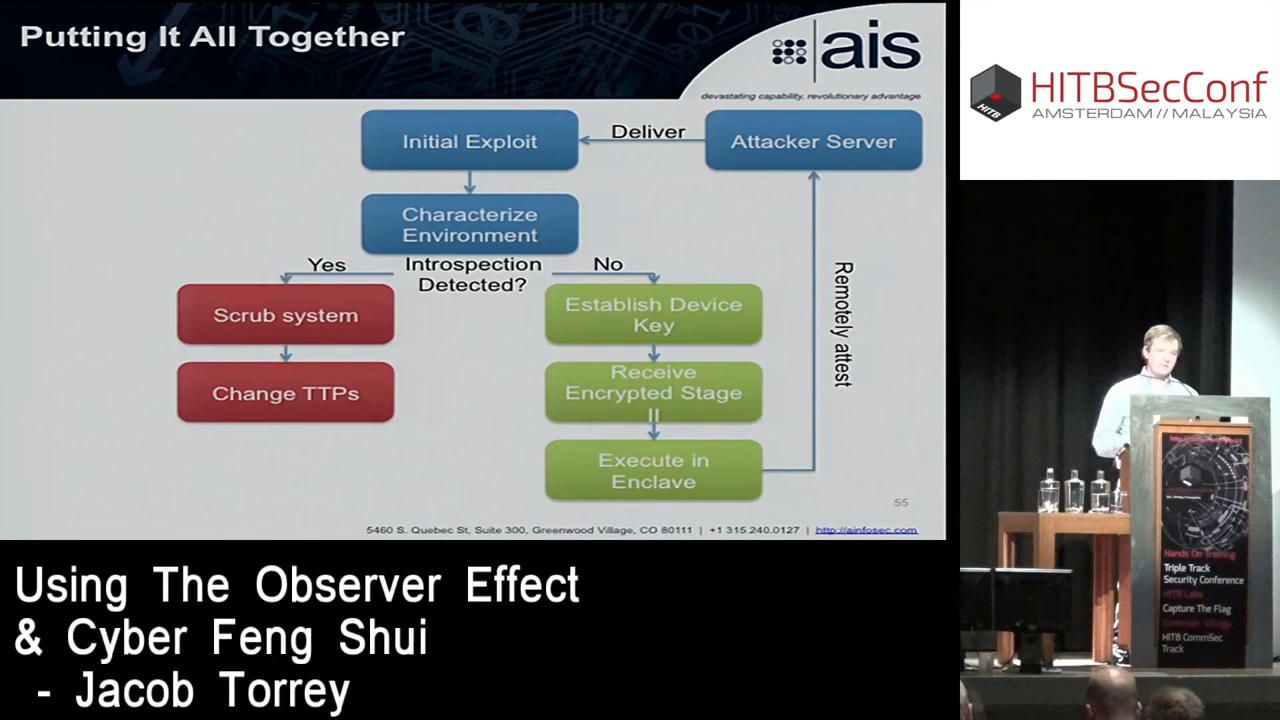 Putting It All Together
ais
devastating capability, revolutionary advantage
Initial Exploit
Deliver
Attacker Server
Characterize
Environment
Yes
Introspection
Detected?
No
Scrub system
Change TTPs
Establish Device
Key
Receive
Encrypted Stage
II
Execute in
Enclave
Remotely attest
55
5460 S. Quebec St, Suite 300, Greenwood Village, CO 80111 | +1 315.240.0127 | http://ainfosec.com
Using The Observer Effect
& Cyber Feng Shui
- Jacob Torrey
HITB
HITBSecConf
AMSTERDAM // MALAYSIA
Hands On Training
Triple Track
Security Conference
HITB Labs
Capture The Flag
HITB CommSec
Track